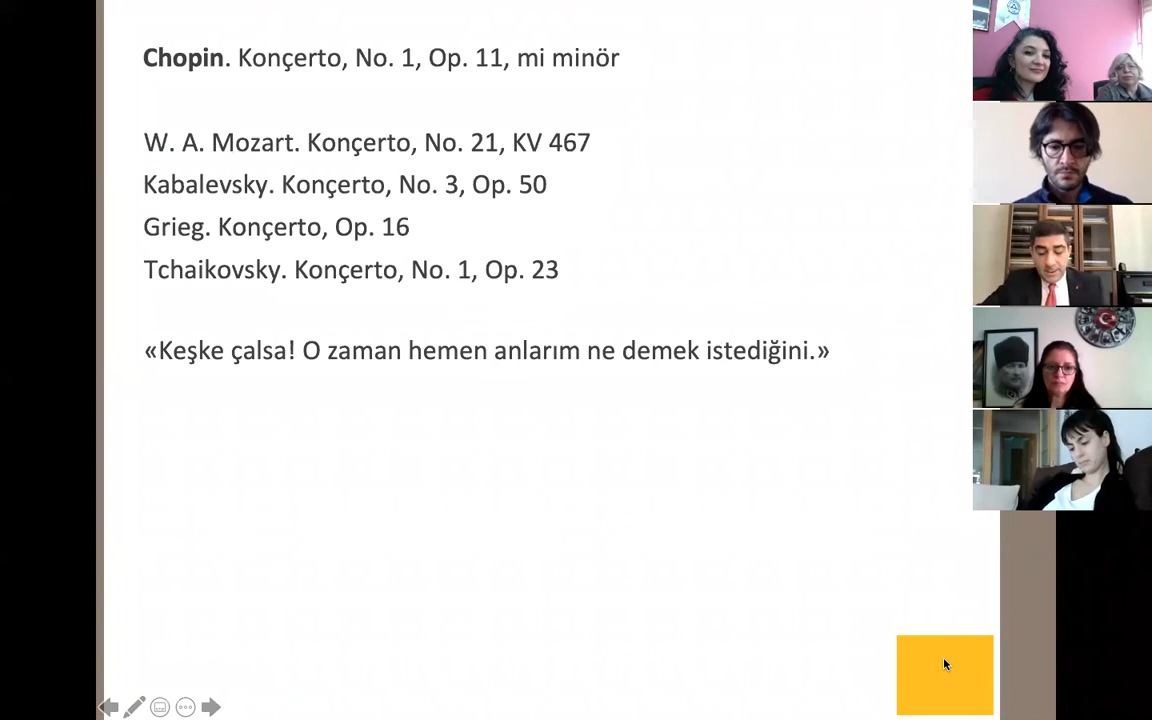 Chopin. Konçerto, No. 1, Op. 11, mi minör
W. A. Mozart. Konçerto, No. 21, KV 467
Kabalevsky. Konçerto, No. 3, Op. 50
Grieg. Konçerto, Op. 16
Tchaikovsky. Konçerto, No. 1, Op. 23
«Keşke çalsa! O zaman hemen anlarım ne demek istediğini.»